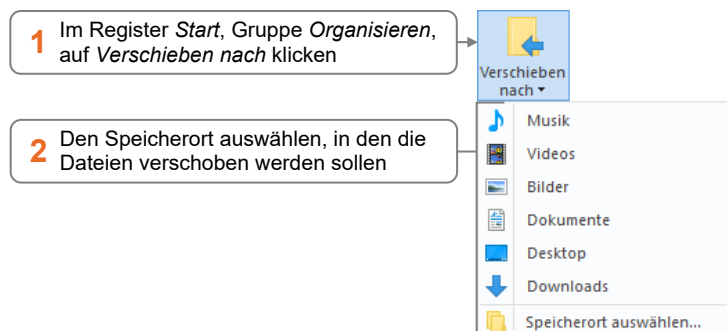 1 Im Register Start, Gruppe Organisieren,
auf Verschieben nach klicken
Verschieben
nach
2 Den Speicherort auswählen, in den die
Dateien verschoben werden sollen
Musik
Videos
Bilder
Dokumente
Desktop
Downloads
Speicherort auswählen...